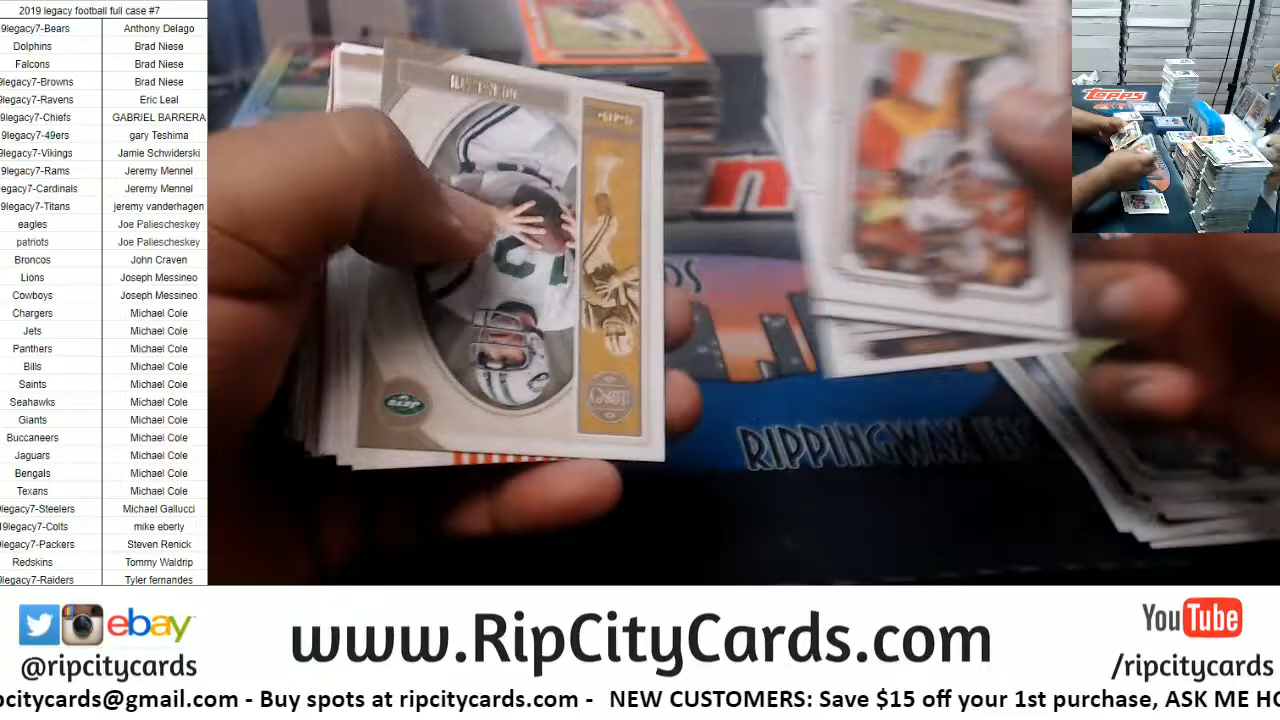 2019 legacy football full case #7
9legacy7-Bears Anthony Delago
Dolphins Brad Niese
Falcons Brad Niese
9legacy7-Browns Brad Niese
9legacy7-Ravens Eric Leal
9legacy7-Chiefs GABRIEL BARRERA
9legacy7-49ers gary Teshima
9legacy7-Vikings Jamie Schwiderski
9legacy7-Rams Jeremy Mennel
egacy7-Cardinals Jeremy Mennel
9legacy7-Titans jeremy vanderhagen
eagles Joe Paliescheskey
patriots Joe Paliescheskey
Broncos John Craven
Lions Joseph Messineo
Cowboys Joseph Messineo
Chargers Michael Cole
Jets Michael Cole
Panthers Michael Cole
Bills Michael Cole
Saints Michael Cole
Seahawks Michael Cole
Giants Michael Cole
Buccaneers Michael Cole
Jaguars Michael Cole
Bengals Michael Cole
Texans Michael Cole
9legacy7-Steelers Michael Gallucci
19legacy7-Colts mike eberly
legacy7-Packers Steven Renick
Redskins Tommy Waldrip
9legacy7-Raiders Tyler fernandes
Topps
12
JETS
RIPPINGWAX INC
ebay
@ripcitycards
www.RipCityCards.com
YouTube
/ripcitycards
pcitycards@gmail.com - Buy spots at ripcitycards.com - NEW CUSTOMERS: Save $15 off your 1st purchase, ASK ME HO